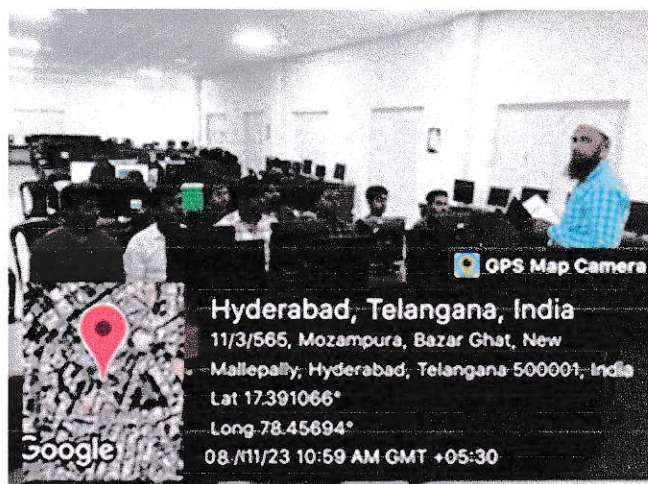 GPS Map Camera
Hyderabad, Telangana, India
11/3/565, Mozampura, Bazar Ghat, New
Mallepally, Hyderabad, Telangana 500001, India
Lat 17.391066°
Long 78.45694°
08/11/23 10:59 AM GMT +05:30
Google